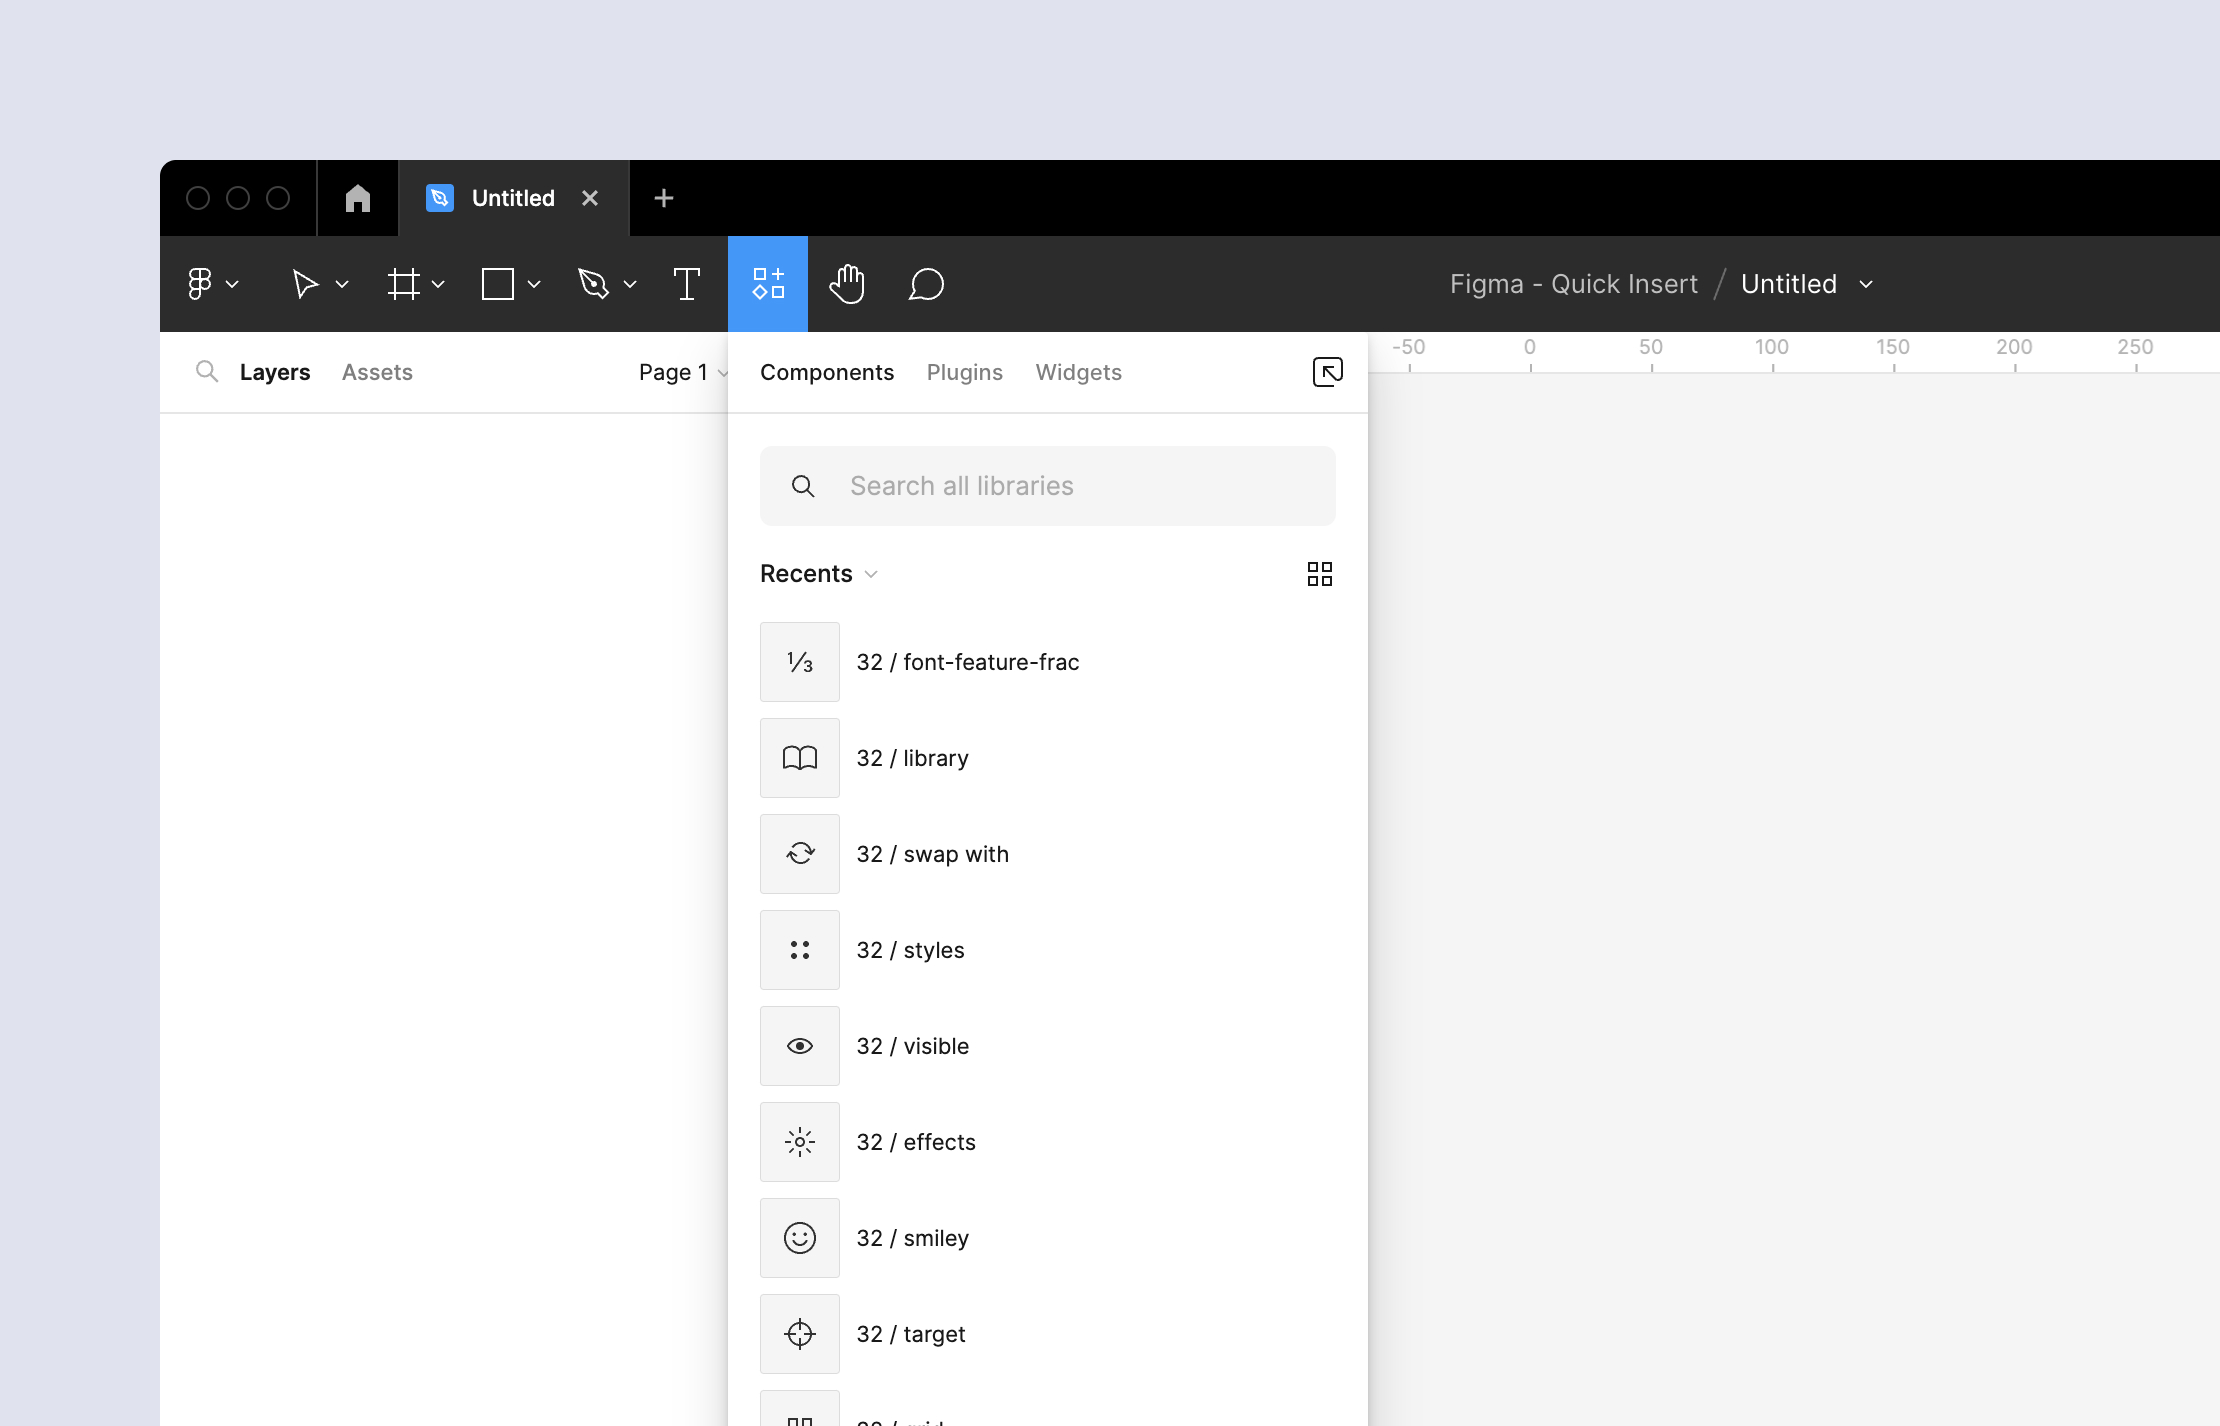 Untitled
Figma - Quick Insert / Untitled
Layers Assets Page 1
Components Plugins Widgets
-50 0 50 100 150 200 250
Search all libraries
Recents
1/3 32 / font-feature-frac
32 / library
32 / swap with
32 / styles
32 / visible
32 / effects
32 / smiley
32 / target